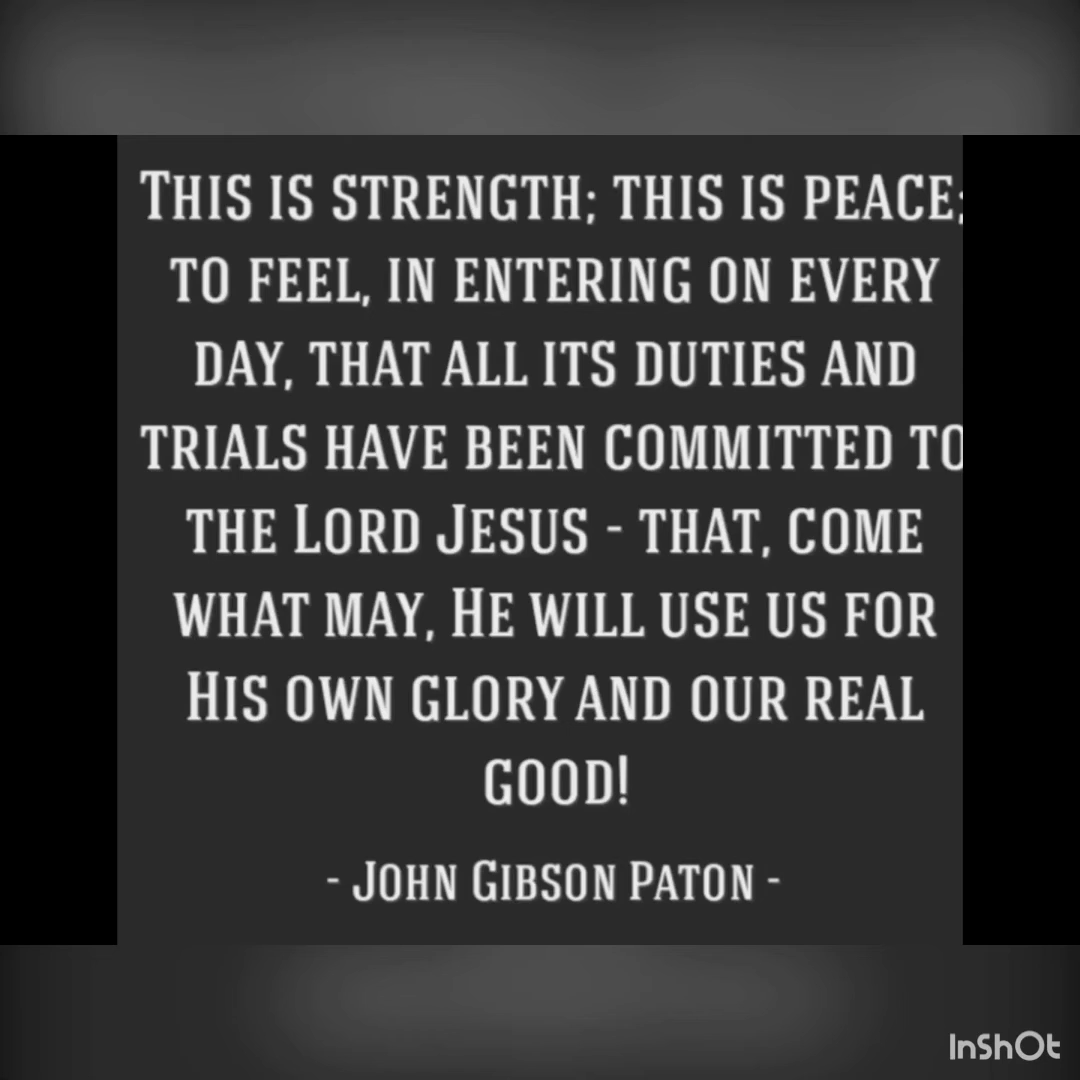 This is strength; this is peace;
to feel, in entering on every
day, that all its duties and
trials have been committed to
the Lord Jesus - that, come
what may, He will use us for
His own glory and our real
good!
- John Gibson Paton -
InShOt